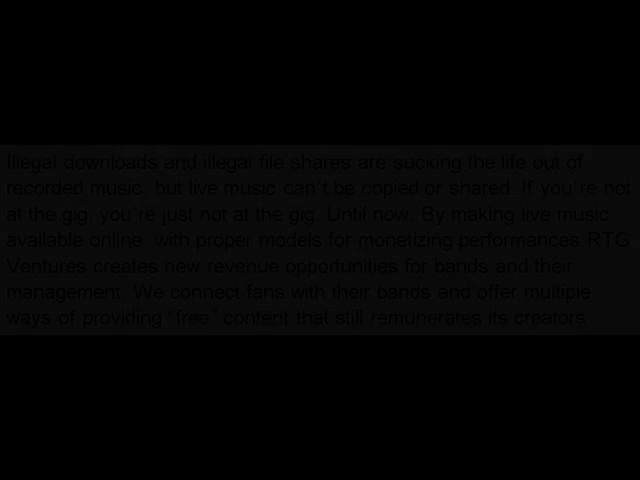 Illegal downloads and illegal file shares are sucking the life out of
recorded music, but live music can't be copied or shared. If you're not
at the gig, you're just not at the gig. Until now. By making live music
available online, with proper models for monetizing performances RTG
Ventures creates new revenue opportunities for bands and their
management. We connect fans with their bands and offer multiple
ways of providing "free" content that still remunerates its creators.